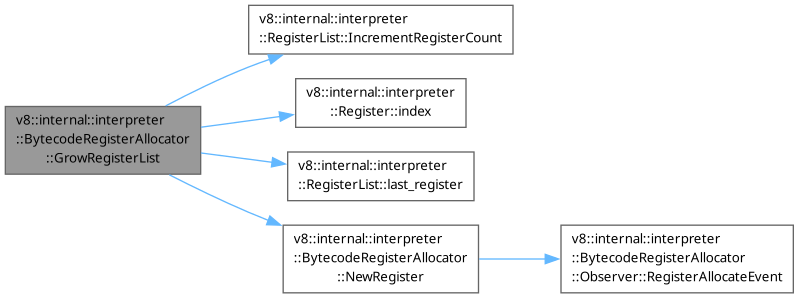 v8::internal::interpreter
::RegisterList::IncrementRegisterCount
v8::internal::interpreter
::Register::index
v8::internal::interpreter
::BytecodeRegisterAllocator
::GrowRegisterList
v8::internal::interpreter
::RegisterList::last_register
v8::internal::interpreter
::BytecodeRegisterAllocator
::NewRegister
v8::internal::interpreter
::BytecodeRegisterAllocator
::Observer::RegisterAllocateEvent